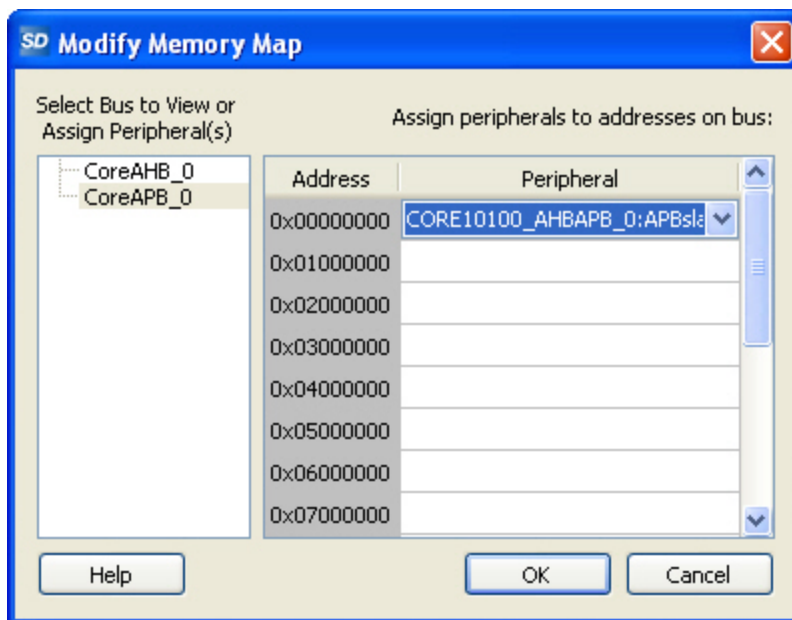 SD Modify Memory Map
Select Bus to View or
Assign Peripheral(s)
Assign peripherals to addresses on bus:
CoreAHB_0
CoreAPB_0
Address Peripheral
0x00000000 CORE10100_AHBAPB_0:APBsla
0x01000000
0x02000000
0x03000000
0x04000000
0x05000000
0x06000000
0x07000000
Help OK Cancel